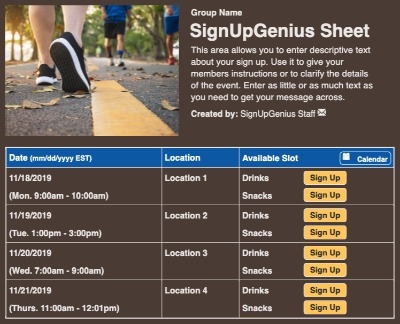 Group Name
SignUpGenius Sheet
This area allows you to enter descriptive text
about your sign up. Use it to give your
members instructions or to clarify the details
of the event. Enter as little or as much text as
you need to get your message across.
Created by: SignUpGenius Staff
Date (mm/dd/yyyy EST) Location Available Slot Calendar
11/18/2019 Location 1 Drinks Sign Up
(Mon. 9:00am - 10:00am) Snacks Sign Up
11/19/2019 Location 2 Drinks Sign Up
(Tue. 1:00pm - 3:00pm) Snacks Sign Up
11/20/2019 Location 3 Drinks Sign Up
(Wed. 7:00am - 9:00am) Snacks Sign Up
11/21/2019 Location 4 Drinks Sign Up
(Thurs. 11:00am - 12:01pm) Snacks Sign Up